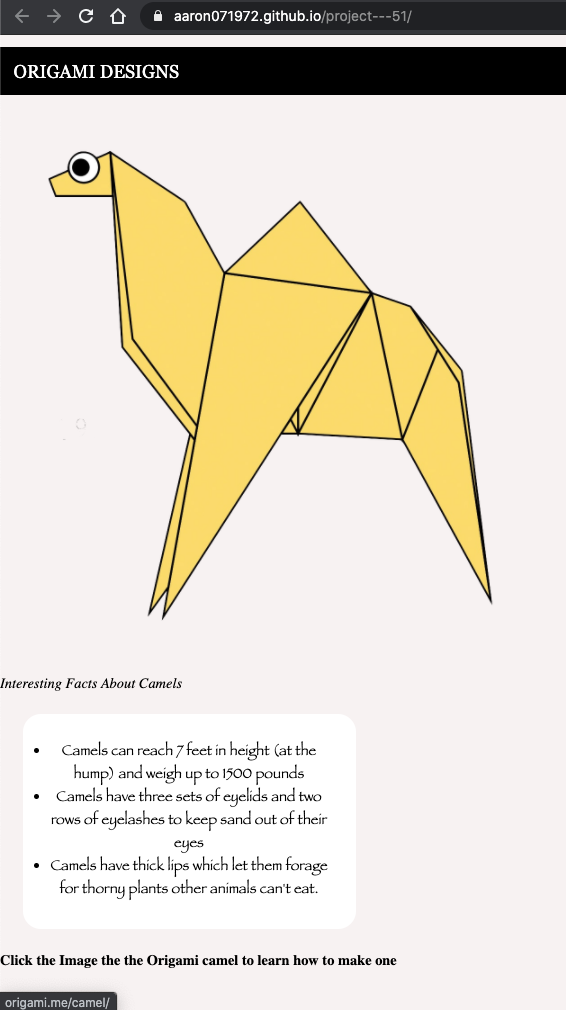 aaron071972.github.io/project---51/
ORIGAMI DESIGNS
Interesting Facts About Camels
• Camels can reach 7 feet in height (at the
hump) and weigh up to 1500 pounds
• Camels have three sets of eyelids and two
rows of eyelashes to keep sand out of their
eyes
• Camels have thick lips which let them forage
for thorny plants other animals can't eat.
Click the Image the the Origami camel to learn how to make one
origami.me/camel/